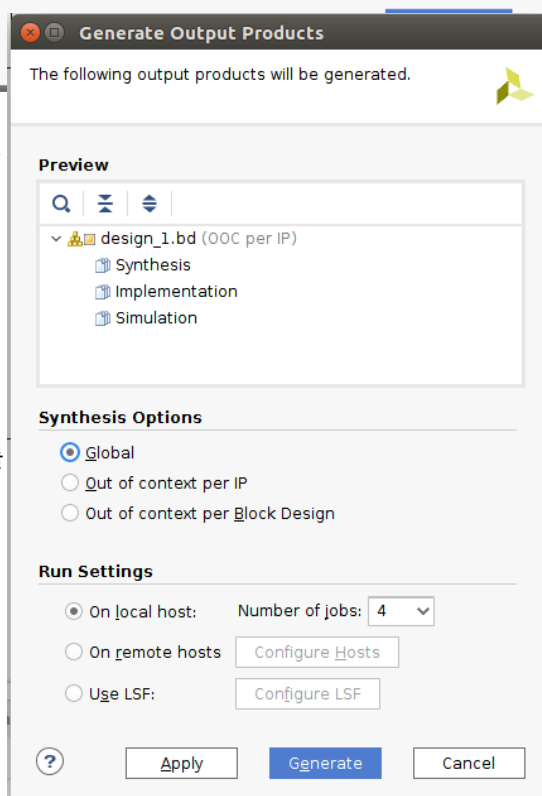 Generate Output Products
The following output products will be generated.
Preview
design_1.bd (OOC per IP)
Synthesis
Implementation
Simulation
Synthesis Options
Global
Out of context per IP
Out of context per Block Design
Run Settings
On local host: Number of jobs: 4
On remote hosts Configure Hosts
Use LSF: Configure LSF
? Apply Generate Cancel